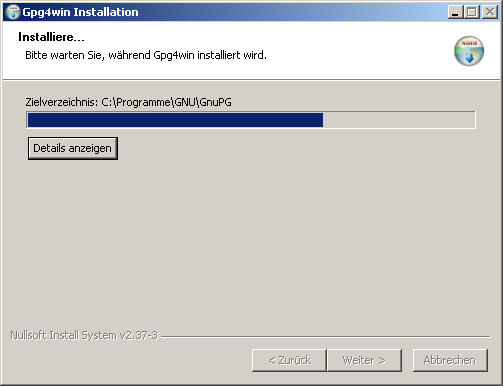 Gpg4win Installation
Installiere...
Bitte warten Sie, während Gpg4win installiert wird.
Zielverzeichnis: C:\Programme\GNU\GnuPG
Details anzeigen
Nullsoft Install System v2.37-3
< Zurück Weiter > Abbrechen